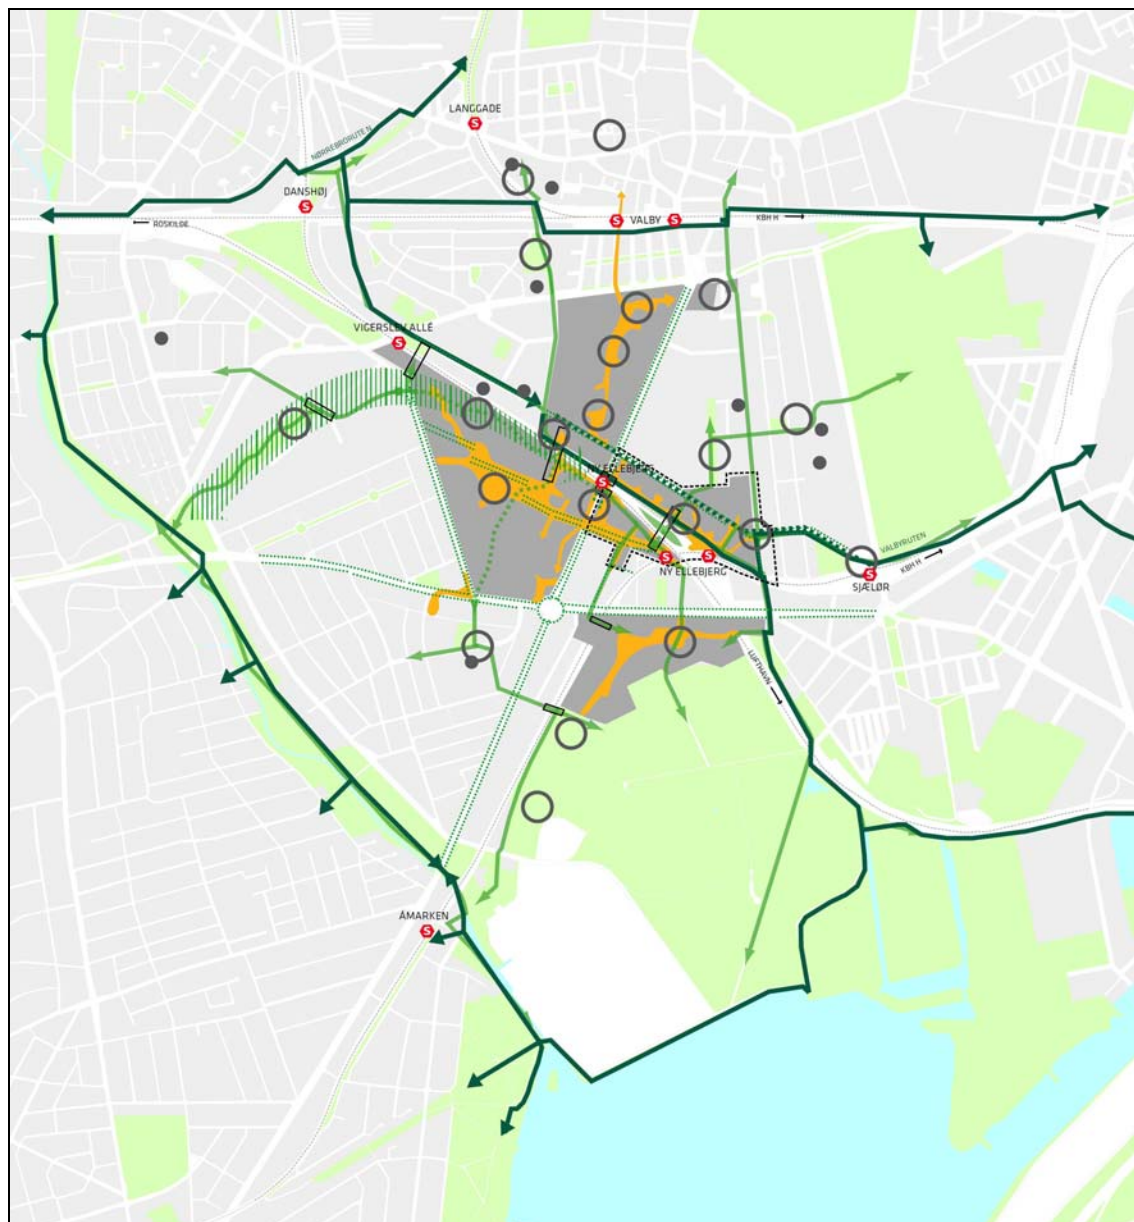 LANGGADE
S
NØRREBRORUTEN
DANSHØJ
S
ROSKILDE
S
VALBY
S
KBH H
VIGERSLEV ALLÉ
S
NY ELLEBJERG
S
VALBYRUTEN
KBH H
S
S
NY ELLEBJERG
S
SJÆLØR
LUFTHAVN
ÅMARKEN
S